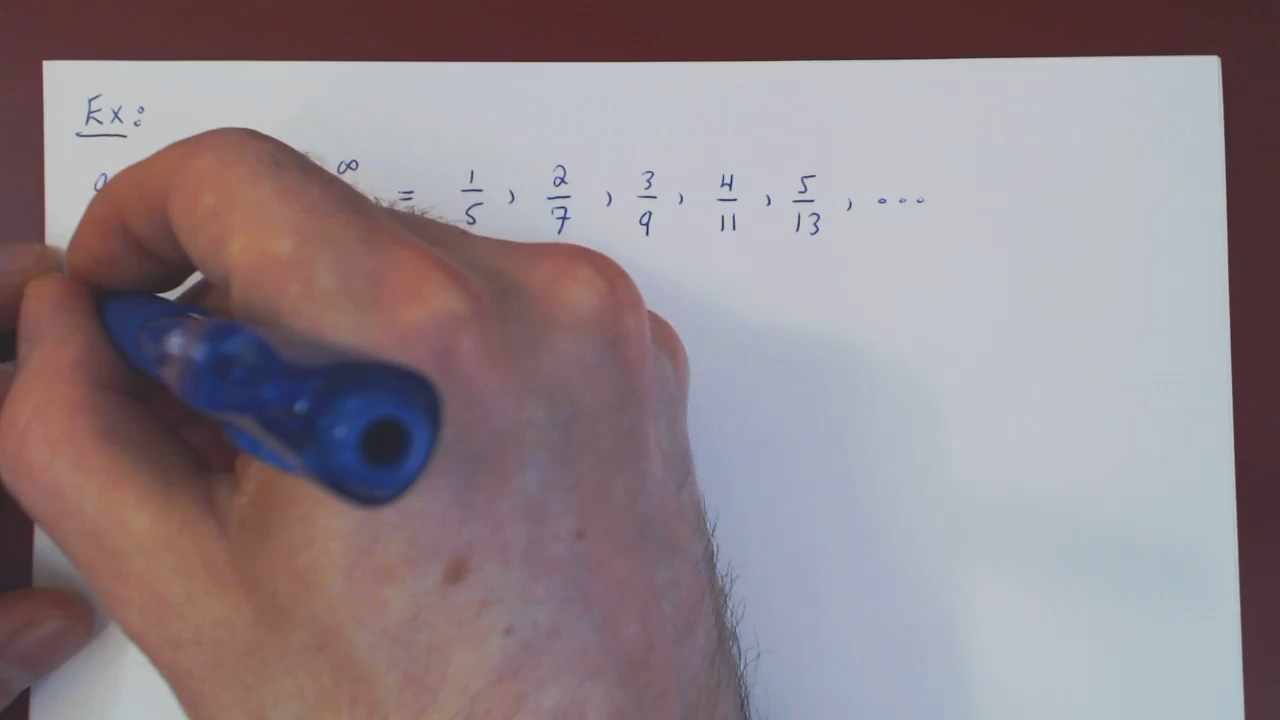 Ex:
∞ = 1/5, 2/7, 3/9, 4/11, 5/13, ...